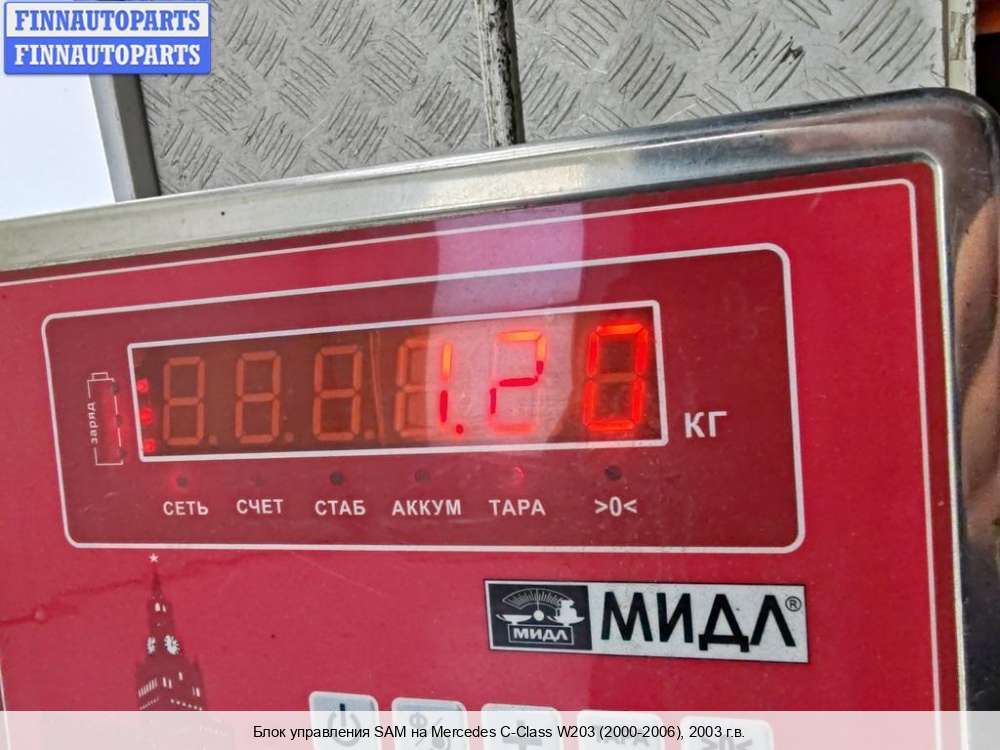 FINNAUTOPARTS
FINNAUTOPARTS
заряд
1.20 КГ
СЕТЬ СЧЕТ СТАБ АККУМ ТАРА >0<
МИДЛ МИДЛ®
ТАРА
Блок управления SAM на Mercedes C-Class W203 (2000-2006), 2003 г.в.